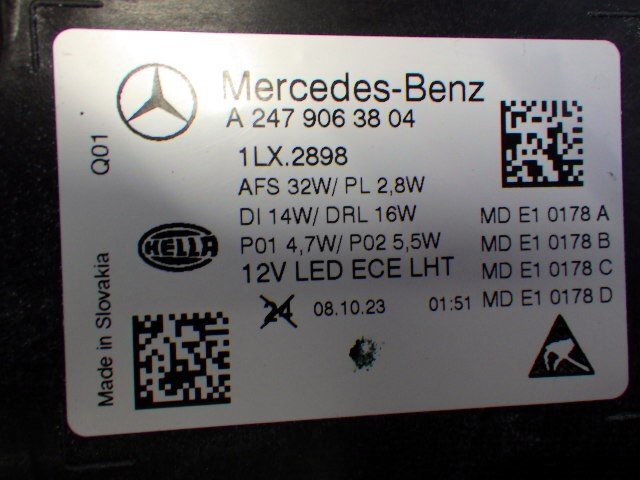 Mercedes-Benz
A 247 906 38 04
1LX.2898
AFS 32W/ PL 2,8W
DI 14W/ DRL 16W
MD E1 0178 A
P01 4,7W/ P02 5,5W
MD E1 0178 B
12V LED ECE LHT
MD E1 0178 C
24 08.10.23 01:51 MD E1 0178 D
HELLA
Q01
Made in Slovakia